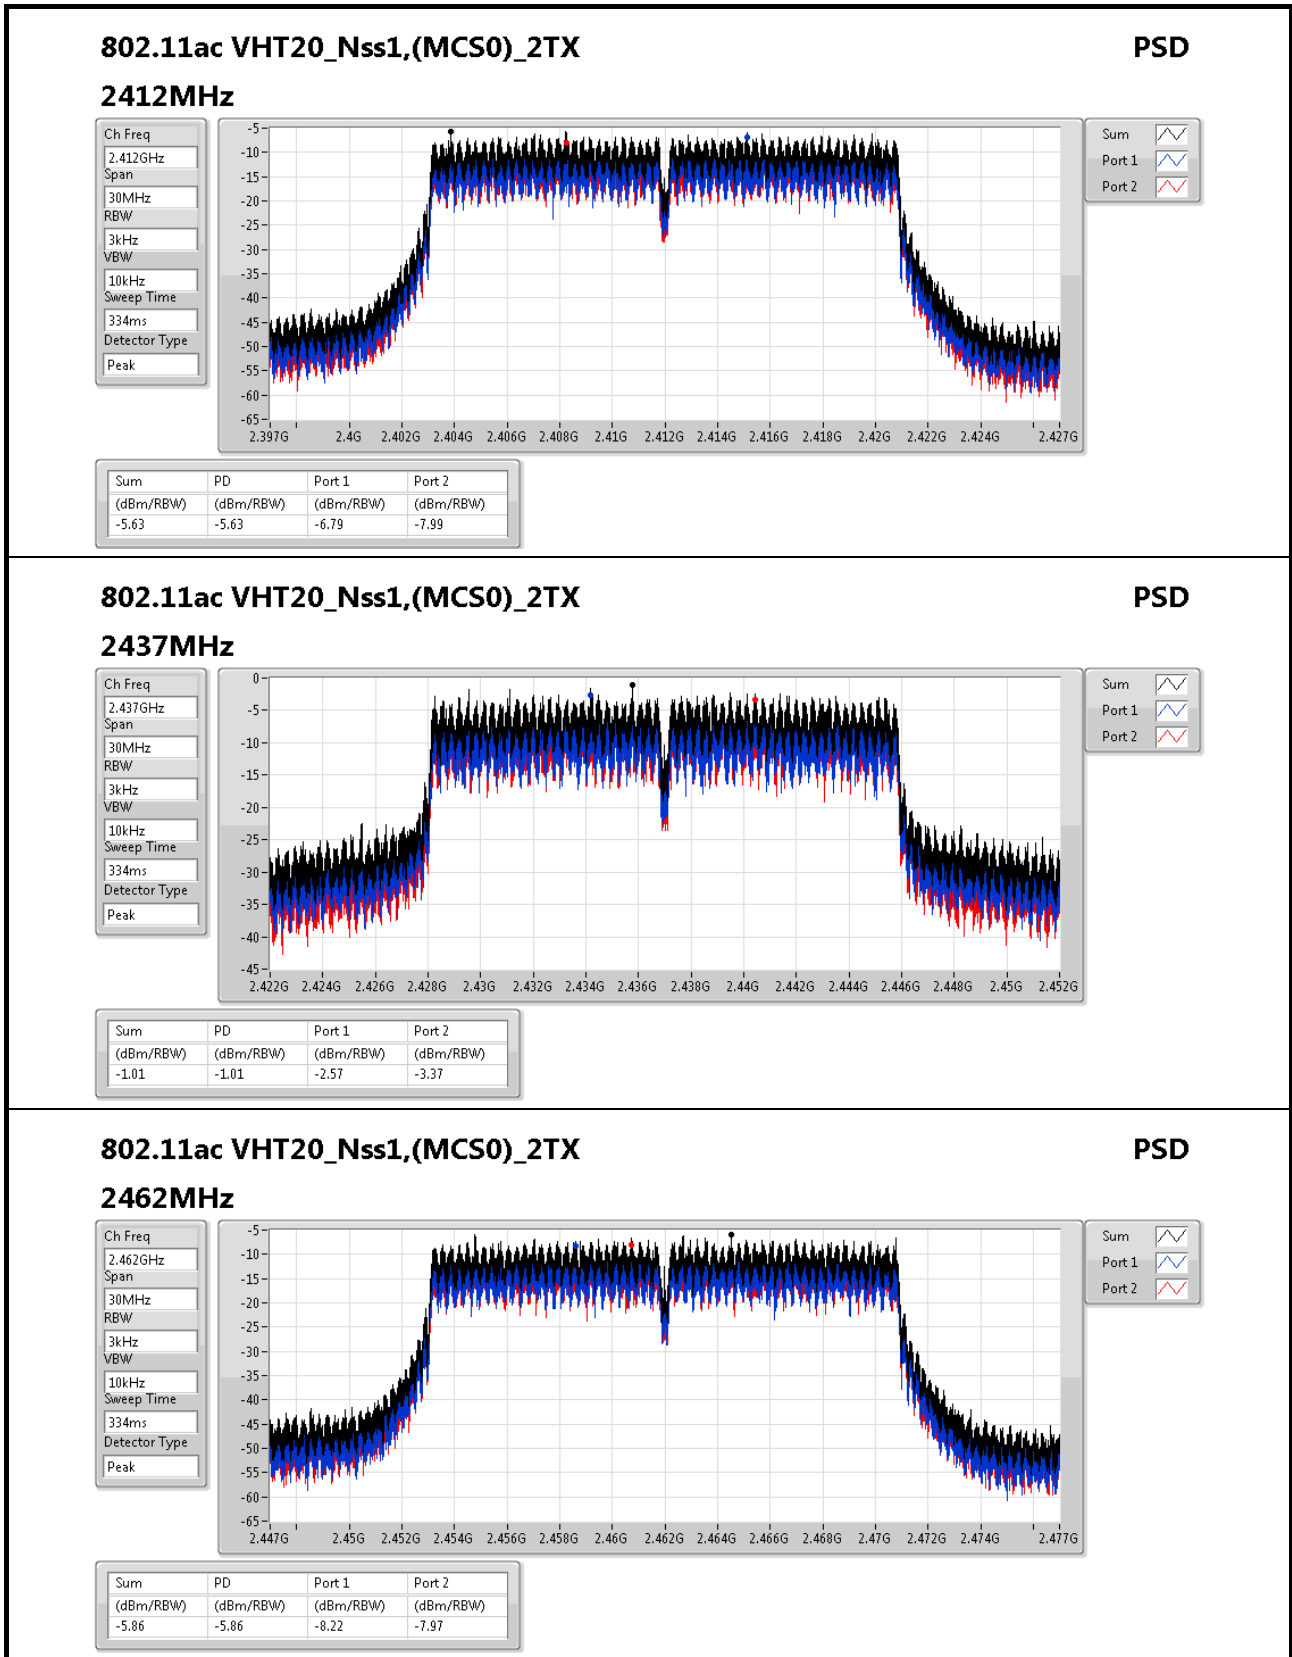 802.11ac VHT20_Nss1,(MCS0)_2TX PSD
2412MHz
Ch Freq
2.412GHz
Span
30MHz
RBW
3kHz
VBW
10kHz
Sweep Time
334ms
Detector Type
Peak
-5
-10
-15
-20
-25
-30
-35
-40
-45
-50
-55
-60
-65
2.397G 2.4G 2.402G 2.404G 2.406G 2.408G 2.41G 2.412G 2.414G 2.416G 2.418G 2.42G 2.422G 2.424G 2.427G
Sum
Port 1
Port 2
Sum PD Port 1 Port 2
(dBm/RBW) (dBm/RBW) (dBm/RBW) (dBm/RBW)
-5.63 -5.63 -6.79 -7.99
802.11ac VHT20_Nss1,(MCS0)_2TX PSD
2437MHz
Ch Freq
2.437GHz
Span
30MHz
RBW
3kHz
VBW
10kHz
Sweep Time
334ms
Detector Type
Peak
0
-5
-10
-15
-20
-25
-30
-35
-40
-45
2.422G 2.424G 2.426G 2.428G 2.43G 2.432G 2.434G 2.436G 2.438G 2.44G 2.442G 2.444G 2.446G 2.448G 2.45G 2.452G
Sum
Port 1
Port 2
Sum PD Port 1 Port 2
(dBm/RBW) (dBm/RBW) (dBm/RBW) (dBm/RBW)
-1.01 -1.01 -2.57 -3.37
802.11ac VHT20_Nss1,(MCS0)_2TX PSD
2462MHz
Ch Freq
2.462GHz
Span
30MHz
RBW
3kHz
VBW
10kHz
Sweep Time
334ms
Detector Type
Peak
-5
-10
-15
-20
-25
-30
-35
-40
-45
-50
-55
-60
-65
2.447G 2.45G 2.452G 2.454G 2.456G 2.458G 2.46G 2.462G 2.464G 2.466G 2.468G 2.47G 2.472G 2.474G 2.477G
Sum
Port 1
Port 2
Sum PD Port 1 Port 2
(dBm/RBW) (dBm/RBW) (dBm/RBW) (dBm/RBW)
-5.86 -5.86 -8.22 -7.97